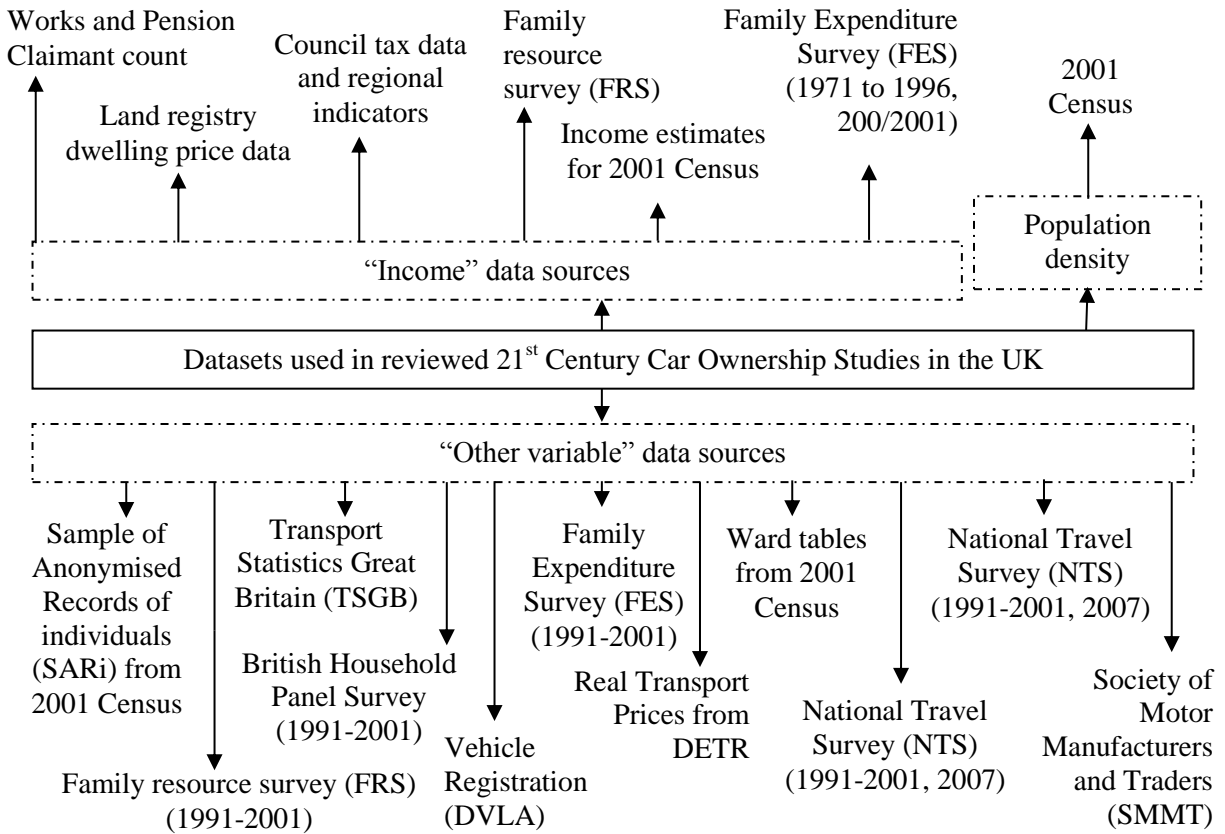 Works and Pension
Claimant count
Land registry
dwelling price data
Council tax data
and regional
indicators
Family
resource
survey (FRS)
Income estimates
for 2001 Census
Family Expenditure
Survey (FES)
(1971 to 1996,
200/2001)
2001
Census
Population
density
“Income” data sources
Datasets used in reviewed 21st Century Car Ownership Studies in the UK
“Other variable” data sources
Sample of
Anonymised
Records of
individuals
(SARi) from
2001 Census
Family resource survey (FRS)
(1991-2001)
Transport
Statistics Great
Britain (TSGB)
British Household
Panel Survey
(1991-2001)
Vehicle
Registration
(DVLA)
Family
Expenditure
Survey (FES)
(1991-2001)
Real Transport
Prices from
DETR
Ward tables
from 2001
Census
National Travel
Survey (NTS)
(1991-2001, 2007)
National Travel
Survey (NTS)
(1991-2001, 2007)
Society of
Motor
Manufacturers
and Traders
(SMMT)